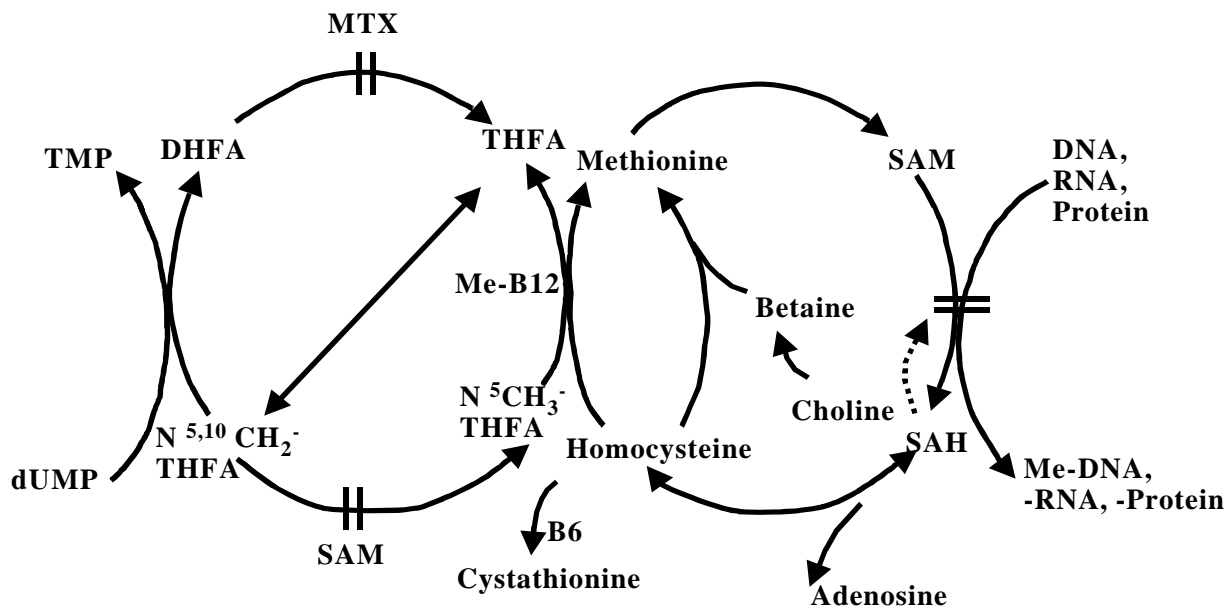 MTX
TMP
DHFA
THFA
Methionine
SAM
DNA,
RNA,
Protein
Me-B12
Betaine
N 5,10 CH2-
THFA
N 5CH3-
THFA
Choline
Homocysteine
SAH
dUMP
Me-DNA,
-RNA, -Protein
SAM
B6
Cystathionine
Adenosine